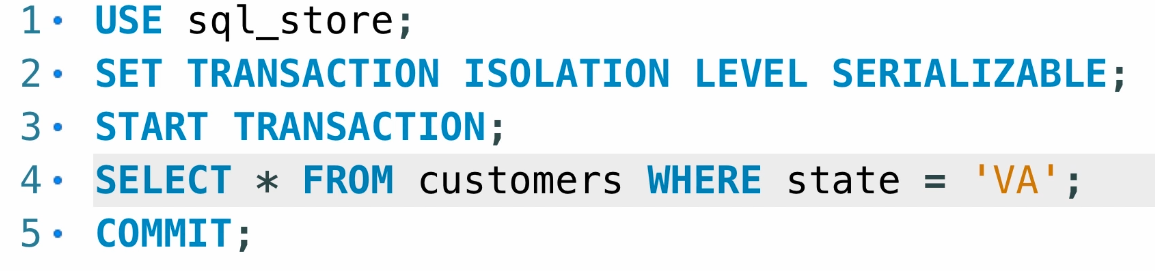 1 • USE sql_store;
2 • SET TRANSACTION ISOLATION LEVEL SERIALIZABLE;
3 • START TRANSACTION;
4 • SELECT * FROM customers WHERE state = 'VA';
5 • COMMIT;